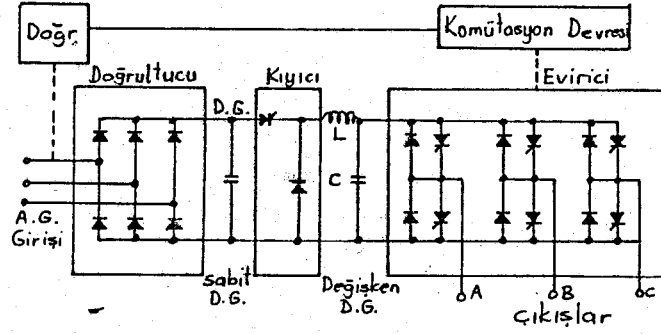 Doğr.
Komütasyon Devresi
Doğrultucu
Kıyıcı
Evirici
D.G.
L
C
A.G.
Girişi
Sabit
D.G.
Değişken
D.G.
A
B
C
Çıkışlar